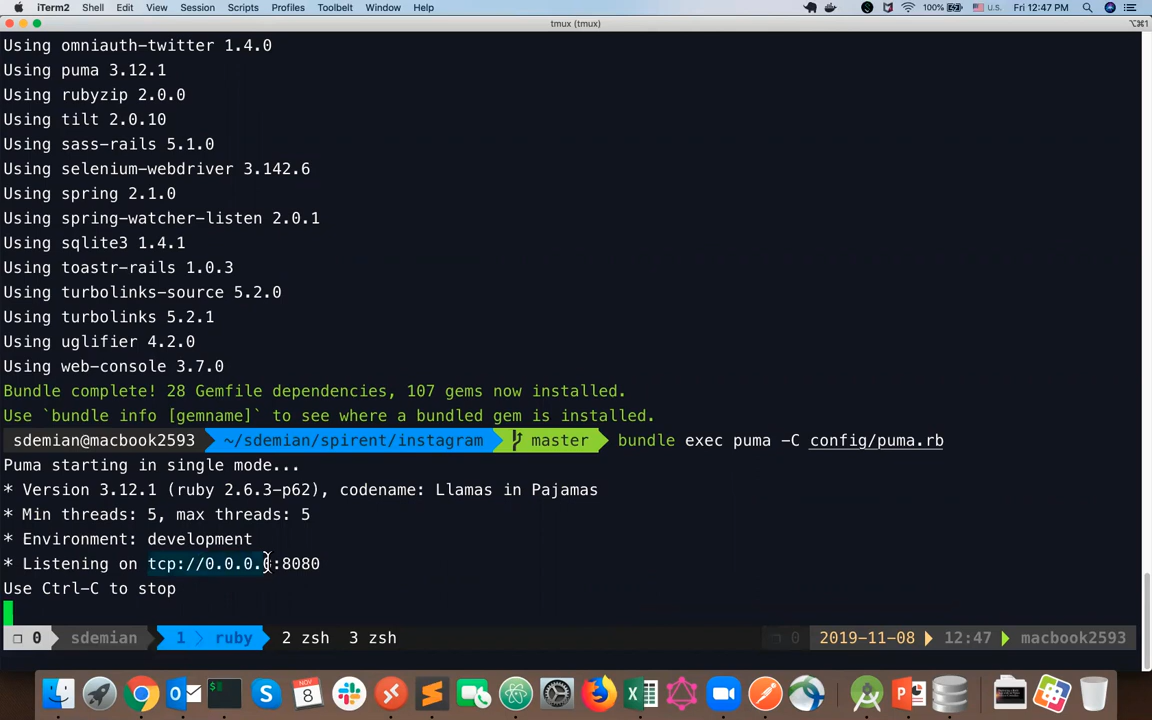 iTerm2 Shell Edit View Session Scripts Profiles Toolbelt Window Help 100% U.S. Fri 12:47 PM
tmux (tmux) ⌥⌘1
Using omniauth-twitter 1.4.0
Using puma 3.12.1
Using rubyzip 2.0.0
Using tilt 2.0.10
Using sass-rails 5.1.0
Using selenium-webdriver 3.142.6
Using spring 2.1.0
Using spring-watcher-listen 2.0.1
Using sqlite3 1.4.1
Using toastr-rails 1.0.3
Using turbolinks-source 5.2.0
Using turbolinks 5.2.1
Using uglifier 4.2.0
Using web-console 3.7.0
Bundle complete! 28 Gemfile dependencies, 107 gems now installed.
Use `bundle info [gemname]` to see where a bundled gem is installed.
sdemian@macbook2593 ~/sdemian/spirent/instagram master bundle exec puma -C config/puma.rb
Puma starting in single mode...
* Version 3.12.1 (ruby 2.6.3-p62), codename: Llamas in Pajamas
* Min threads: 5, max threads: 5
* Environment: development
* Listening on tcp://0.0.0.0:8080
Use Ctrl-C to stop
❐ 0 sdemian 1 ruby 2 zsh 3 zsh ❐ 0 2019-11-08 12:47 macbook2593